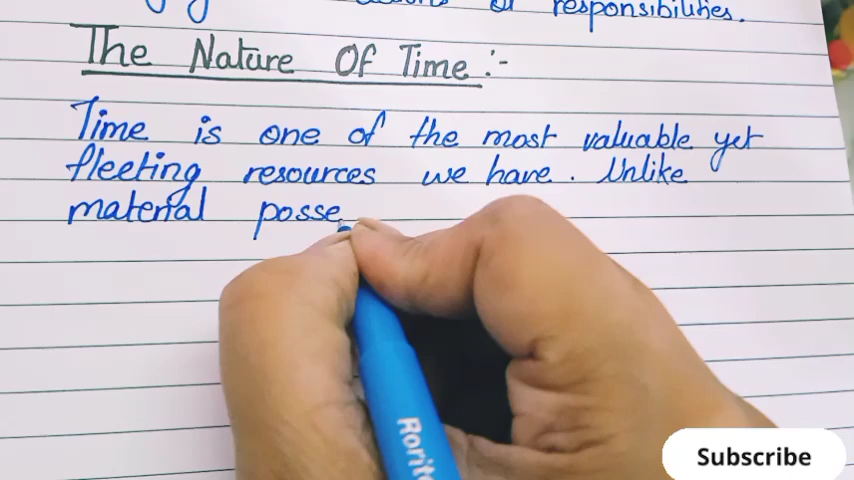 responsibilities.
The Nature Of Time :-
Time is one of the most valuable yet
fleeting resources we have. Unlike
material posse
Rorito
Subscribe